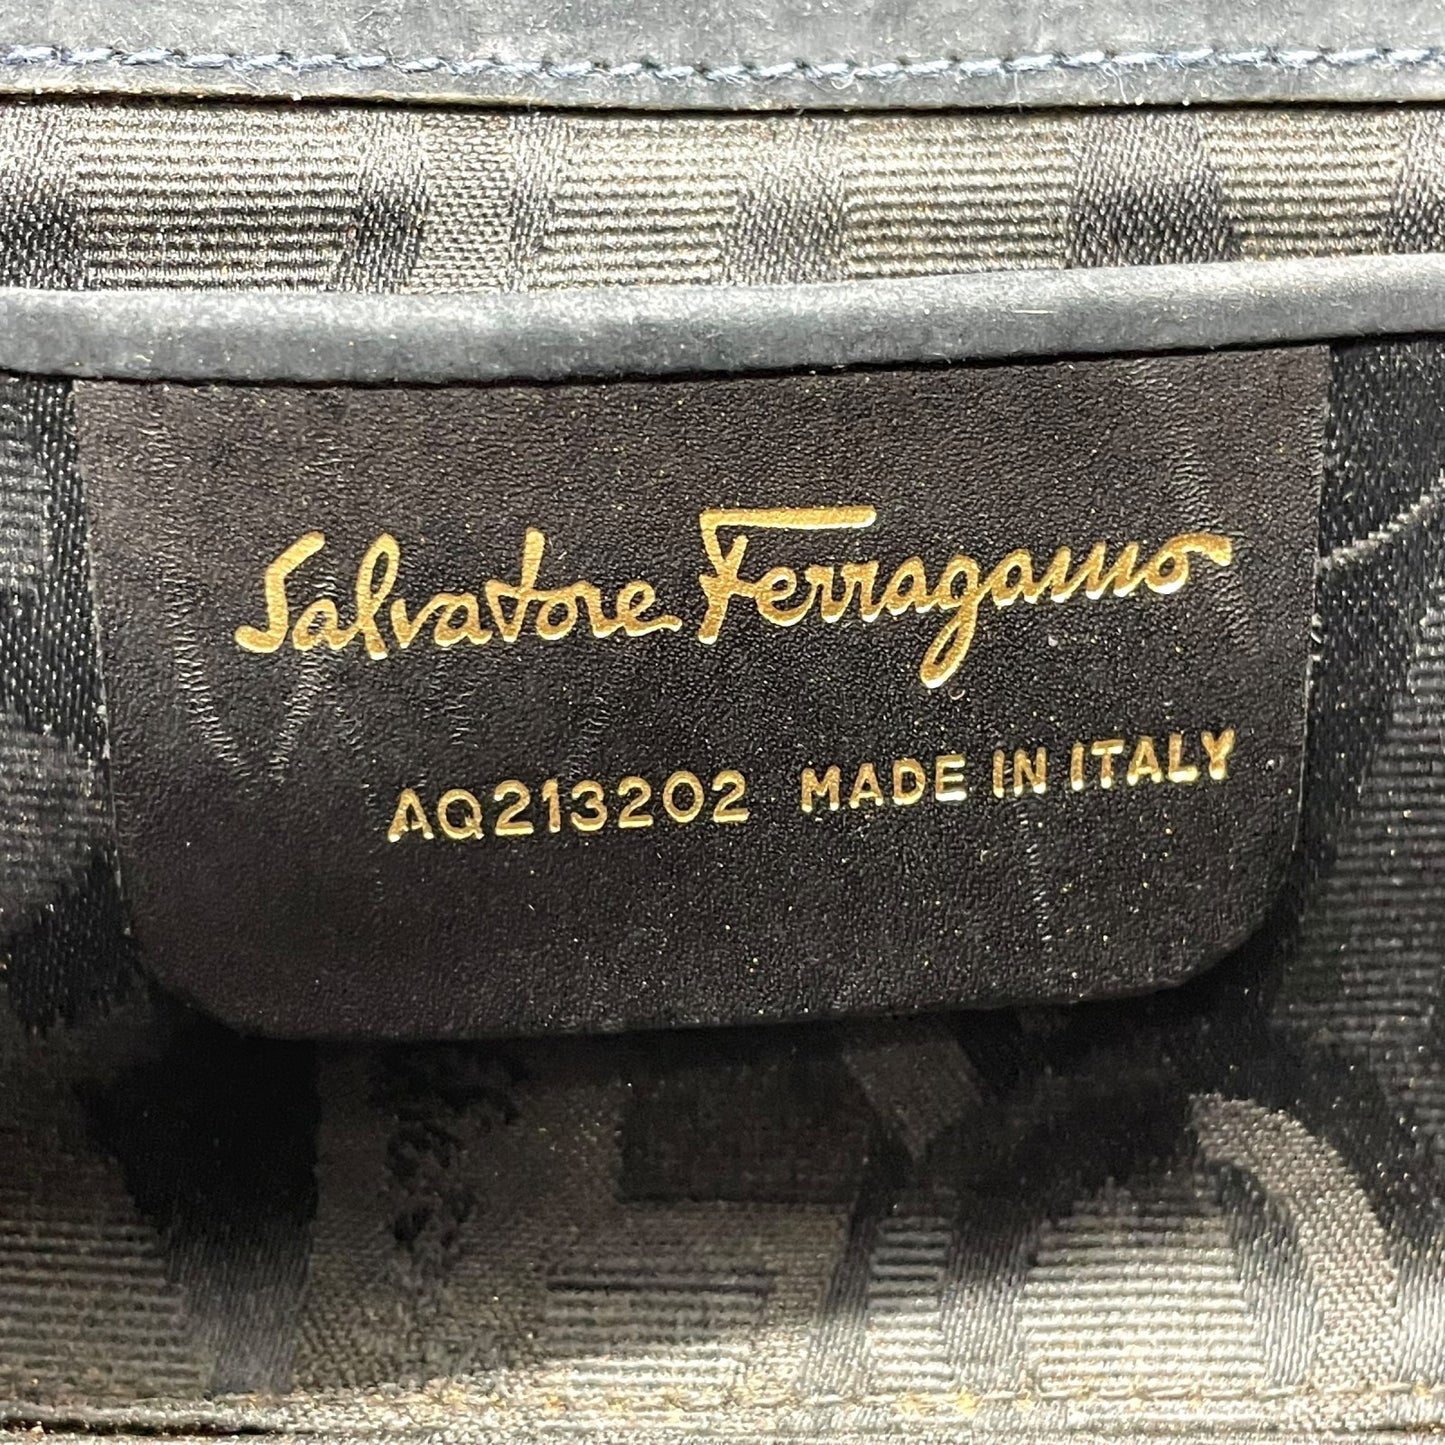 Salvatore Ferragamo
AQ213202 MADE IN ITALY